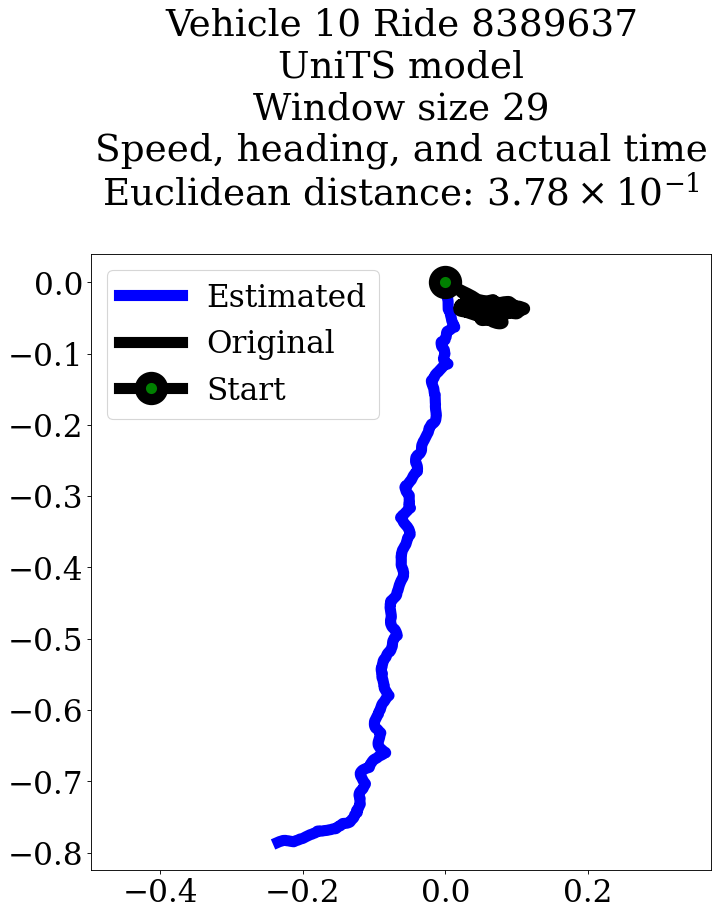 Vehicle 10 Ride 8389637
UniTS model
Window size 29
Speed, heading, and actual time
Euclidean distance: 3.78 × 10⁻¹
Estimated
Original
Start
0.0
−0.1
−0.2
−0.3
−0.4
−0.5
−0.6
−0.7
−0.8
−0.4 −0.2 0.0 0.2